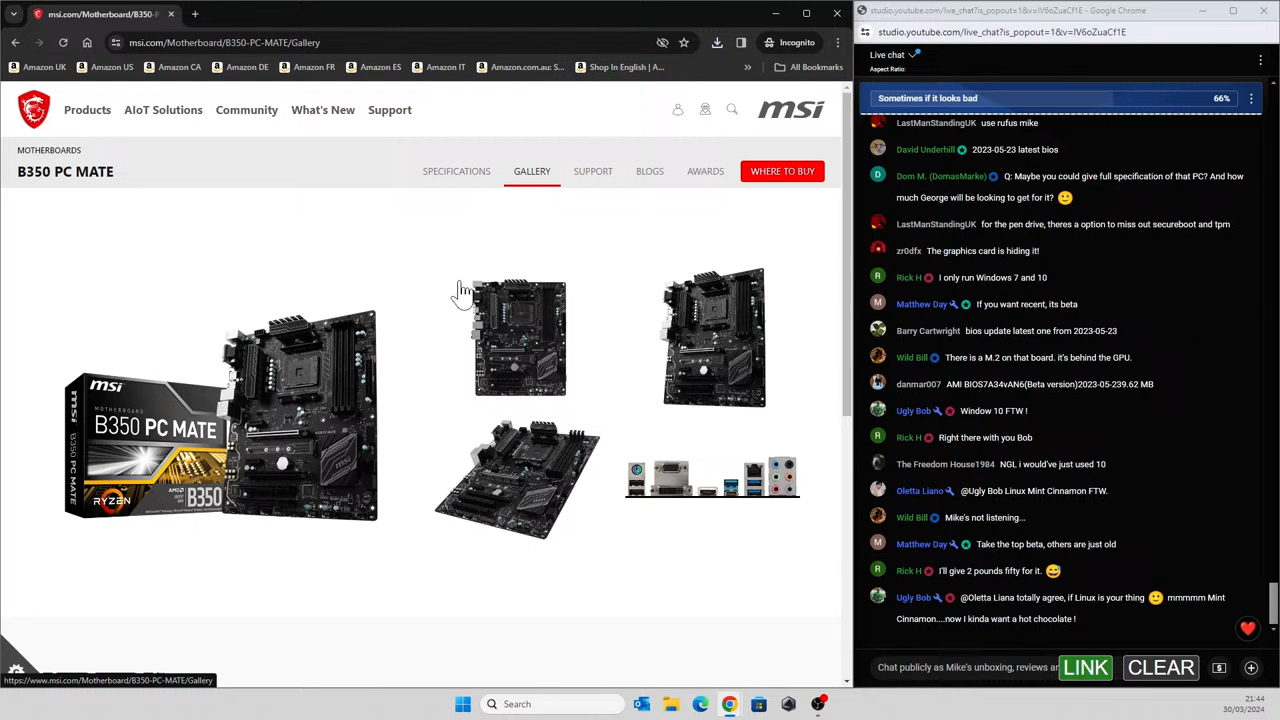 msi.com/Motherboard/B350-P
studio.youtube.com/live_chat?is_popout=1&v=IV6oZuaCf1E - Google Chrome
msi.com/Motherboard/B350-PC-MATE/Gallery
Incognito
studio.youtube.com/live_chat?is_popout=1&v=IV6oZuaCf1E
Amazon UK
Amazon US
Amazon CA
Amazon DE
Amazon FR
Amazon ES
Amazon IT
Amazon.com.au: S...
Shop In English | A...
»
All Bookmarks
Live chat
Aspect Ratio:
Products
AIoT Solutions
Community
What's New
Support
msi
MOTHERBOARDS
B350 PC MATE
SPECIFICATIONS
GALLERY
SUPPORT
BLOGS
AWARDS
WHERE TO BUY
msi
MOTHERBOARD
B350 PC MATE
RYZEN
B350
Sometimes if it looks bad 66%
LastManStandingUK use rufus mike
David Underhill 2023-05-23 latest bios
Dom M. (DomasMarke) Q: Maybe you could give full specification of that PC? And how
much George will be looking to get for it? 🙂
LastManStandingUK for the pen drive, theres a option to miss out secureboot and tpm
zr0dfx The graphics card is hiding it!
Rick H I only run Windows 7 and 10
Matthew Day If you want recent, its beta
Barry Cartwright bios update latest one from 2023-05-23
Wild Bill There is a M.2 on that board. it's behind the GPU.
danmar007 AMI BIOS7A34vAN6(Beta version)2023-05-239.62 MB
Ugly Bob Window 10 FTW !
Rick H Right there with you Bob
The Freedom House1984 NGL i would've just used 10
Oletta Liano @Ugly Bob Linux Mint Cinnamon FTW.
Wild Bill Mike's not listening...
Matthew Day Take the top beta, others are just old
Rick H I'll give 2 pounds fifty for it. 😅
Ugly Bob @Oletta Liana totally agree, if Linux is your thing 🙂 mmmmm Mint
Cinnamon....now I kinda want a hot chocolate !
Chat publicly as Mike's unboxing, reviews ar
LINK
CLEAR
https://www.msi.com/Motherboard/B350-PC-MATE/Gallery
Search
21:44
30/03/2024